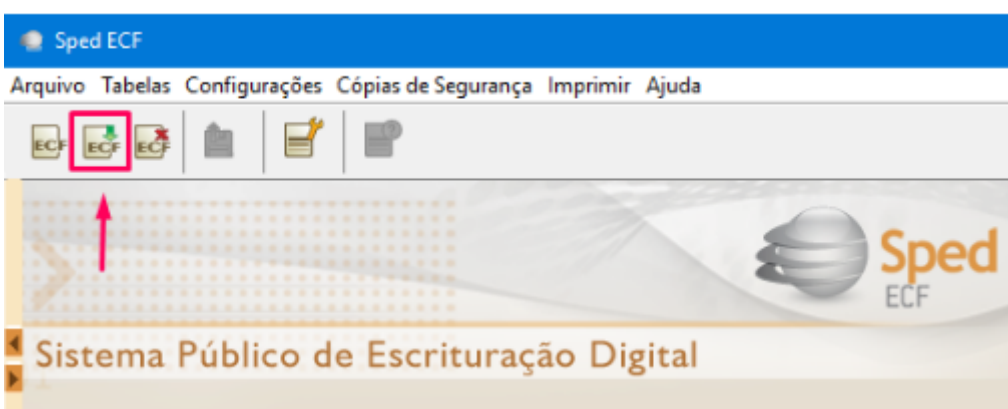 Sped ECF
Arquivo Tabelas Configurações Cópias de Segurança Imprimir Ajuda
ECF ECF ECF
Sped
ECF
Sistema Público de Escrituração Digital